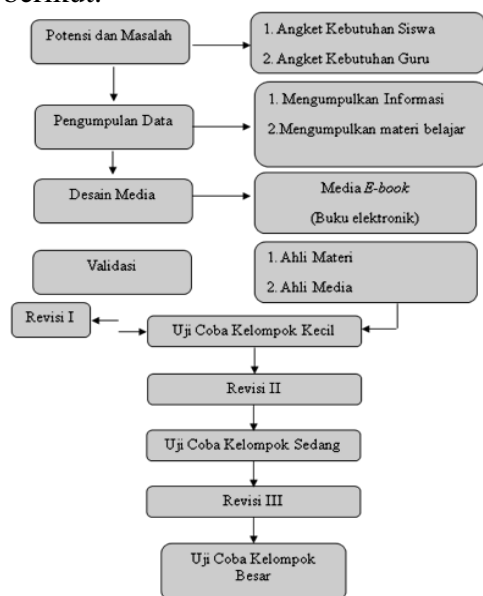 berikut.
Potensi dan Masalah
1. Angket Kebutuhan Siswa
2. Angket Kebutuhan Guru
Pengumpulan Data
1. Mengumpulkan Informasi
2.Mengumpulkan materi belajar
Desain Media
Media E-book
(Buku elektronik)
Validasi
1. Ahli Materi
2. Ahli Media
Revisi I
Uji Coba Kelompok Kecil
Revisi II
Uji Coba Kelompok Sedang
Revisi III
Uji Coba Kelompok
Besar